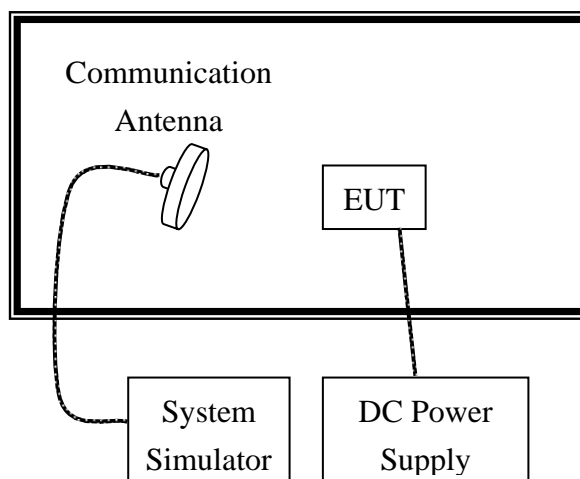 Communication
Antenna
EUT
System
Simulator
DC Power
Supply